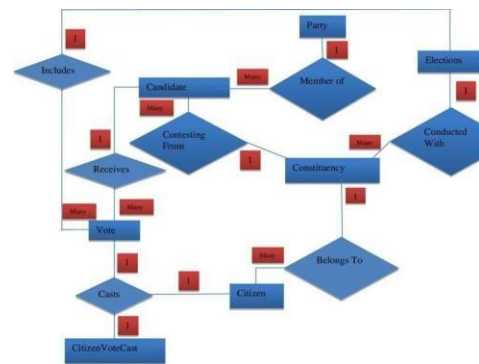 1
Party
1
1
Includes
Candidate
Many
Member of
Elections
Many
1
Contesting
From
1
1
Many
Conducted
With
Receives
Constituency
Many
Many
1
Vote
1
Many
Belongs To
Casts
1
Citizen
1
CitizenVoteCast